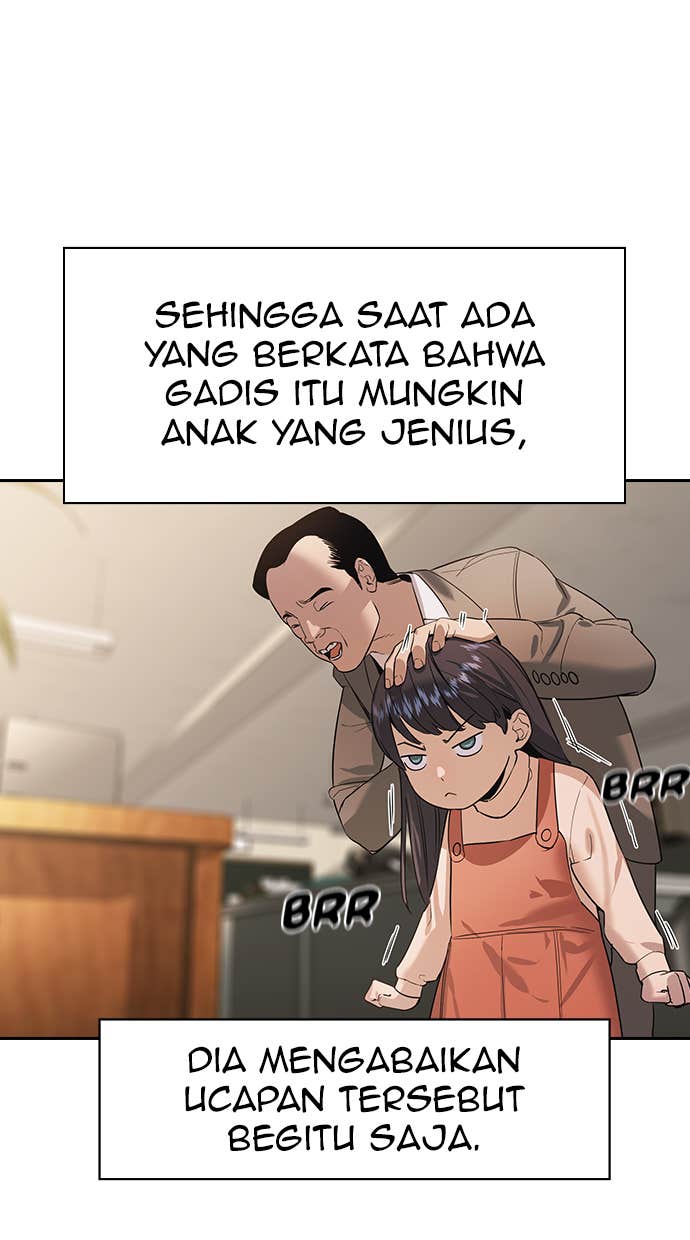 SEHINGGA SAAT ADA
YANG BERKATA BAHWA
GADIS ITU MUNGKIN
ANAK YANG JENIUS,
BRR
BRR
DIA MENGABAIKAN
UCAPAN TERSEBUT
BEGITU SAJA.